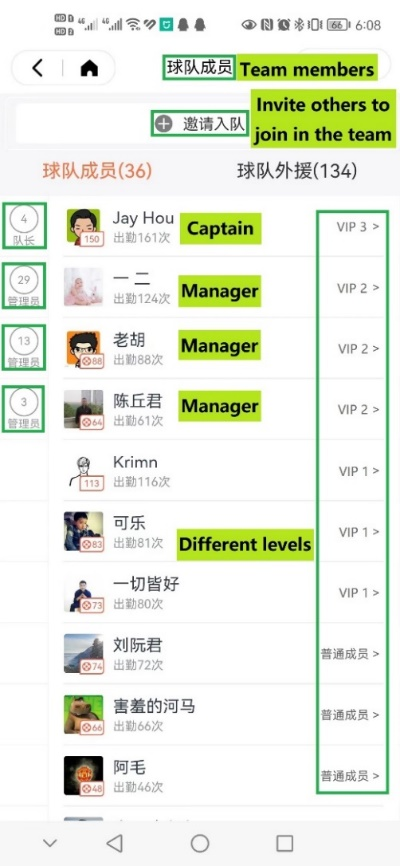 HD 46 46 66 6:08
球队成员 Team members
邀请入队 Invite others to
join in the team
球队成员(36) 球队外援(134)
4 队长 Jay Hou 150 出勤161次 Captain VIP 3 >
29 管理员 一 二 出勤124次 Manager VIP 2 >
13 管理员 老胡 88 出勤88次 Manager VIP 2 >
3 管理员 陈丘君 64 出勤61次 Manager VIP 2 >
Krimn 113 出勤116次 VIP 1 >
可乐 83 出勤81次 Different levels VIP 1 >
一切皆好 73 出勤80次 VIP 1 >
刘阮君 74 出勤72次 普通成员 >
害羞的河马 66 出勤66次 普通成员 >
阿毛 48 出勤46次 普通成员 >